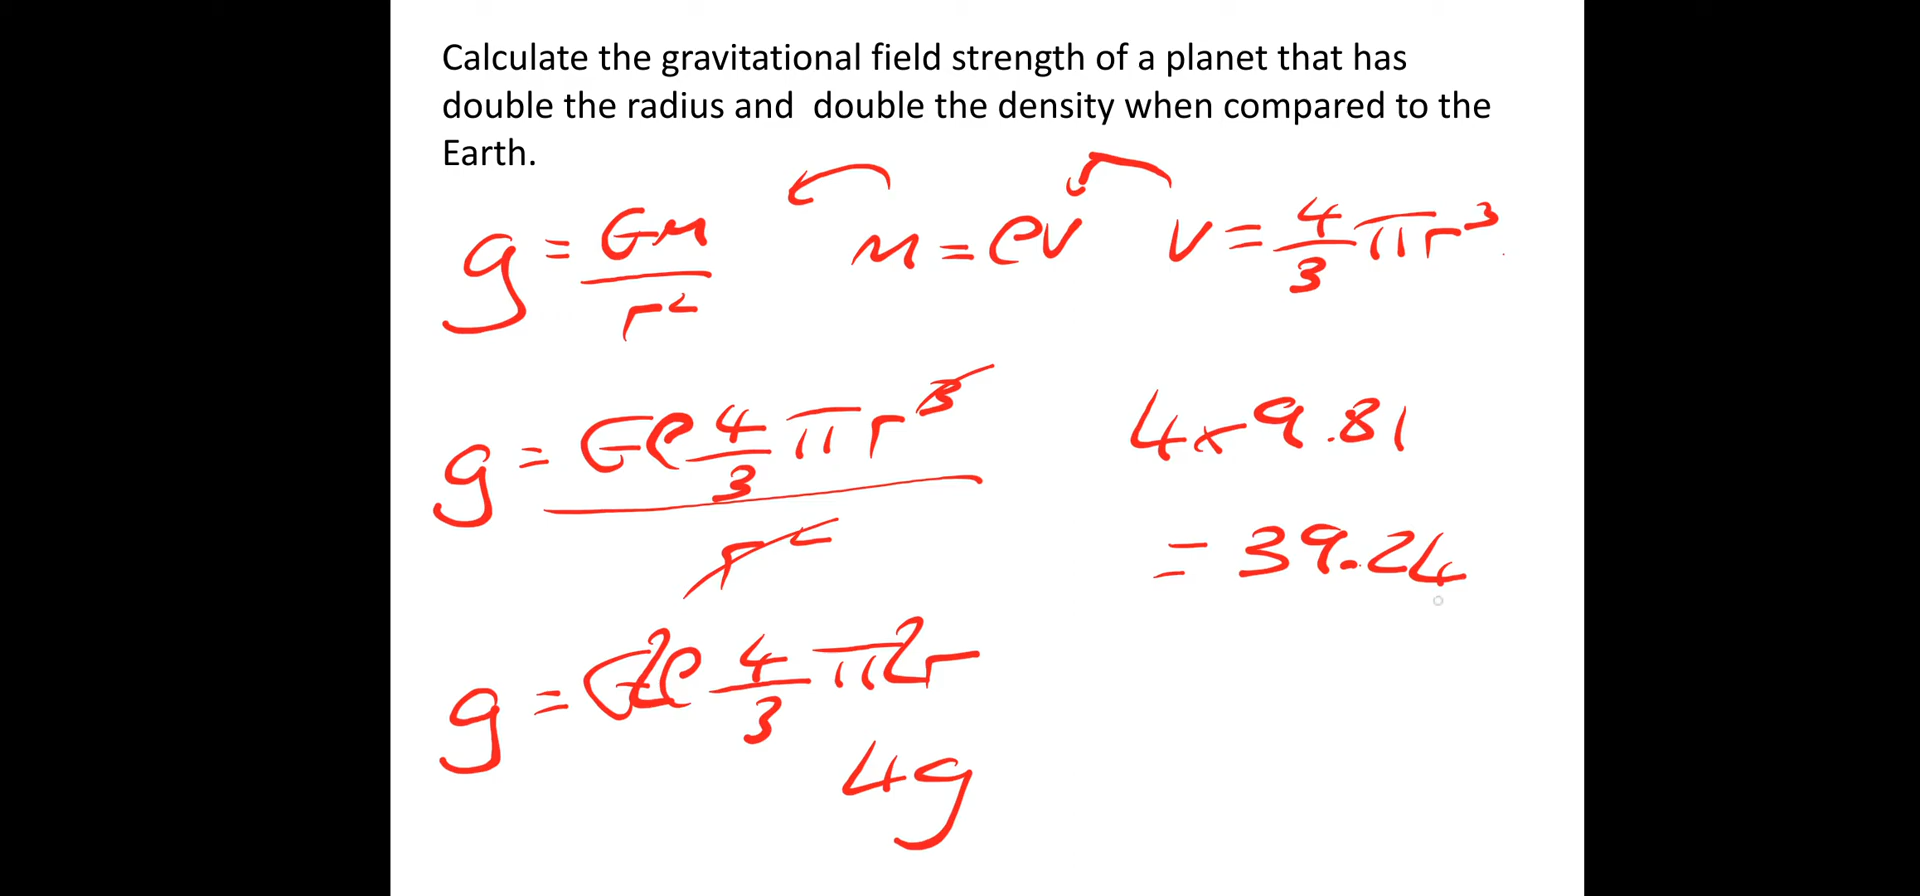 Calculate the gravitational field strength of a planet that has
double the radius and double the density when compared to the
Earth.
g = GM/r² M = ρV V = 4/3 πr³
g = Gρ 4/3 πr³ / r²
4 × 9.81
= 39.24
g = G2ρ 4/3 π2r
4g